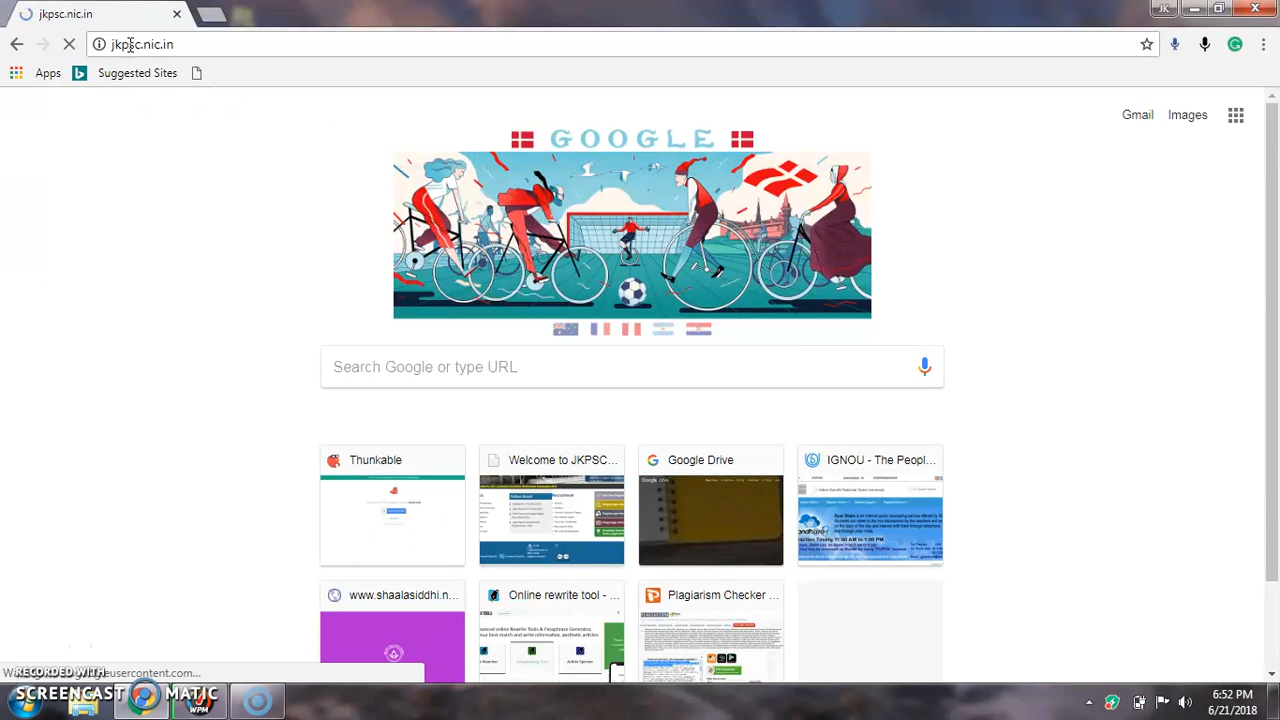 jkpsc.nic.in
JK
jkpsc.nic.in
Apps
Suggested Sites
Gmail
Images
GOOGLE
Search Google or type URL
Thunkable
Welcome to JKPSC...
Google Drive
IGNOU - The Peopl...
www.shaalasiddhi.n...
Online rewrite tool - ...
Plagiarism Checker ...
SCREENCAST MATIC
WPM
6:52 PM
6/21/2018